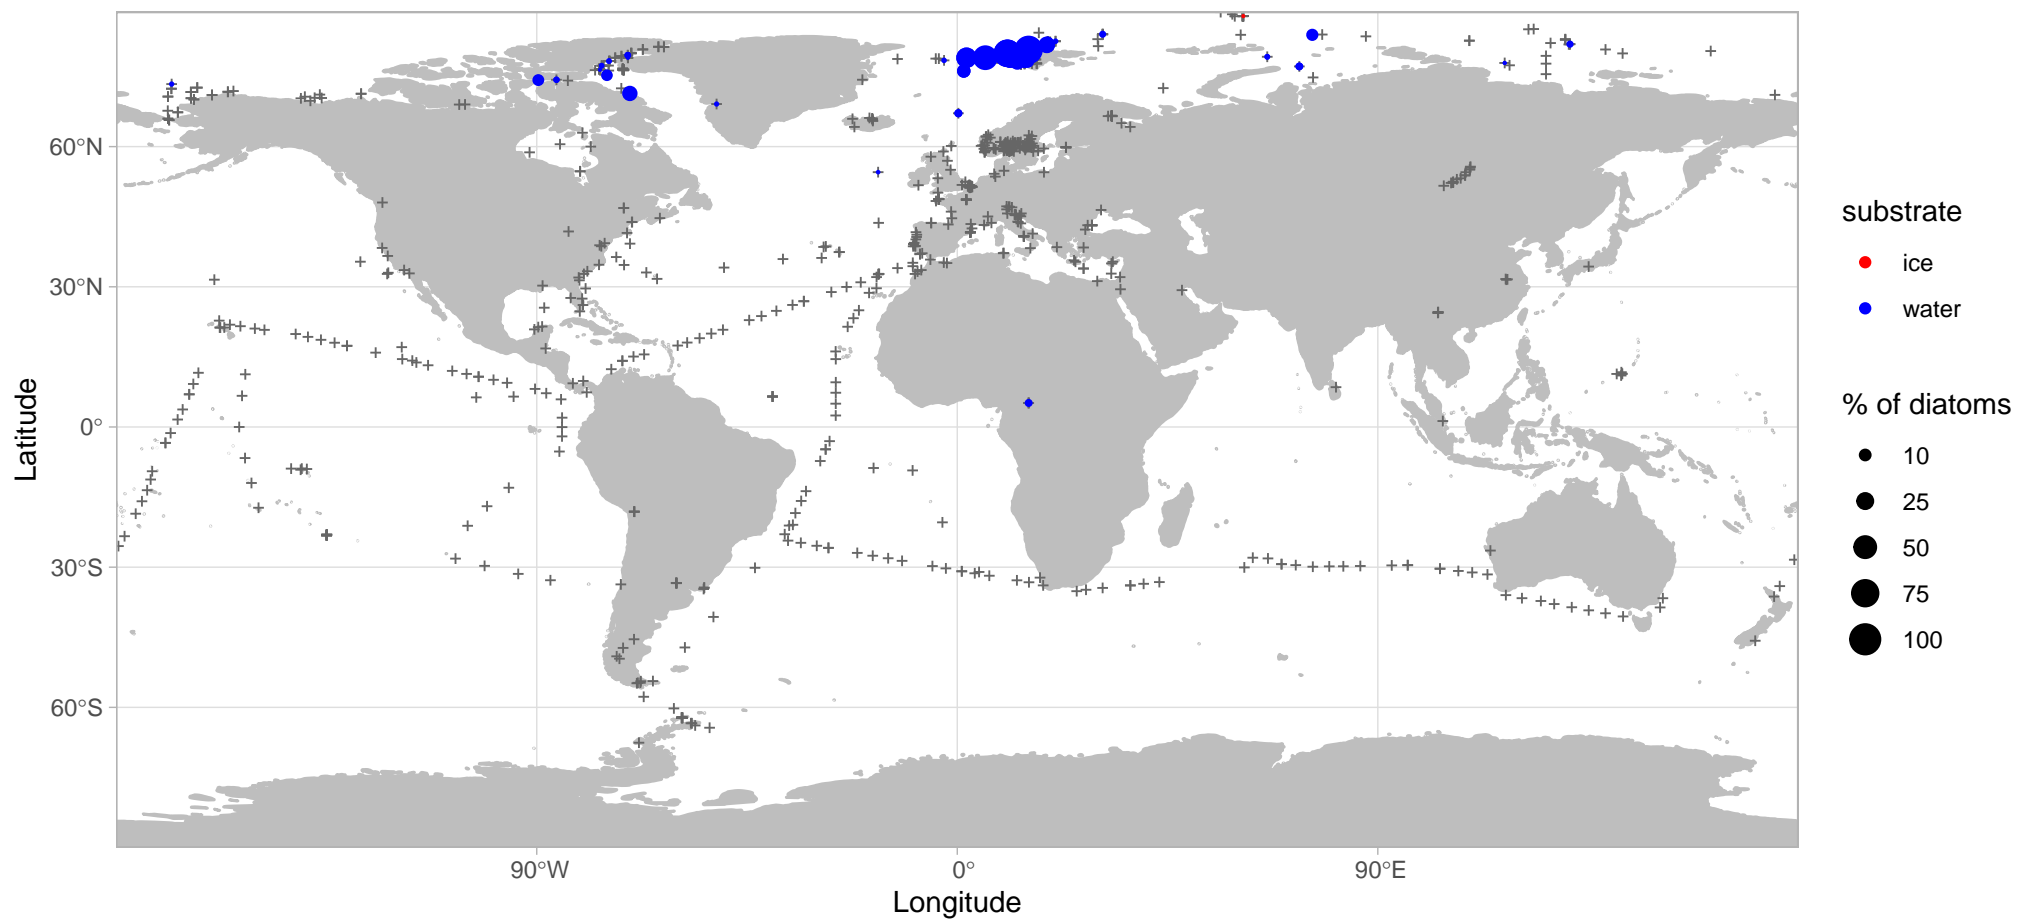 60°N
30°N
0°
30°S
60°S
Latitude
90°W
0°
90°E
Longitude
substrate
ice
water
% of diatoms
10
25
50
75
100